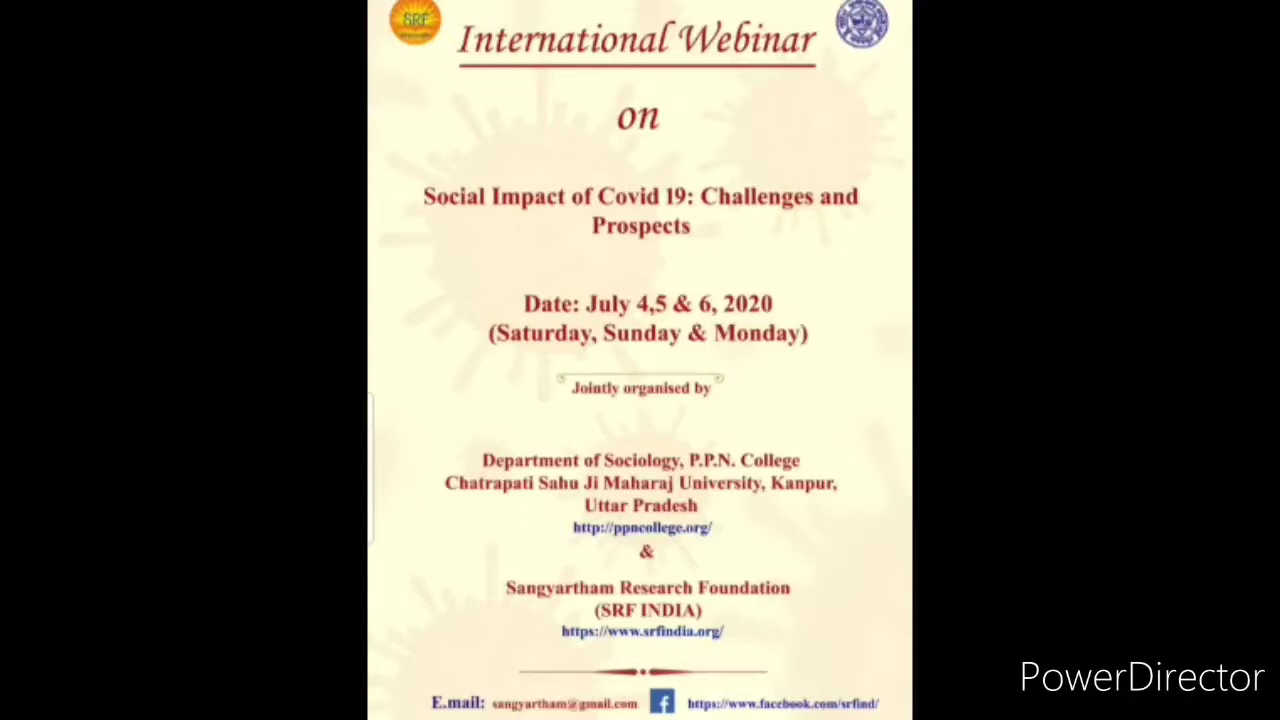 SRF
International Webinar
on
Social Impact of Covid 19: Challenges and
Prospects
Date: July 4,5 & 6, 2020
(Saturday, Sunday & Monday)
Jointly organised by
Department of Sociology, P.P.N. College
Chatrapati Sahu Ji Maharaj University, Kanpur,
Uttar Pradesh
http://ppncollege.org/
&
Sangyartham Research Foundation
(SRF INDIA)
https://www.srfindia.org/
E.mail: sangyartham@gmail.com f https://www.facebook.com/srfind/
PowerDirector